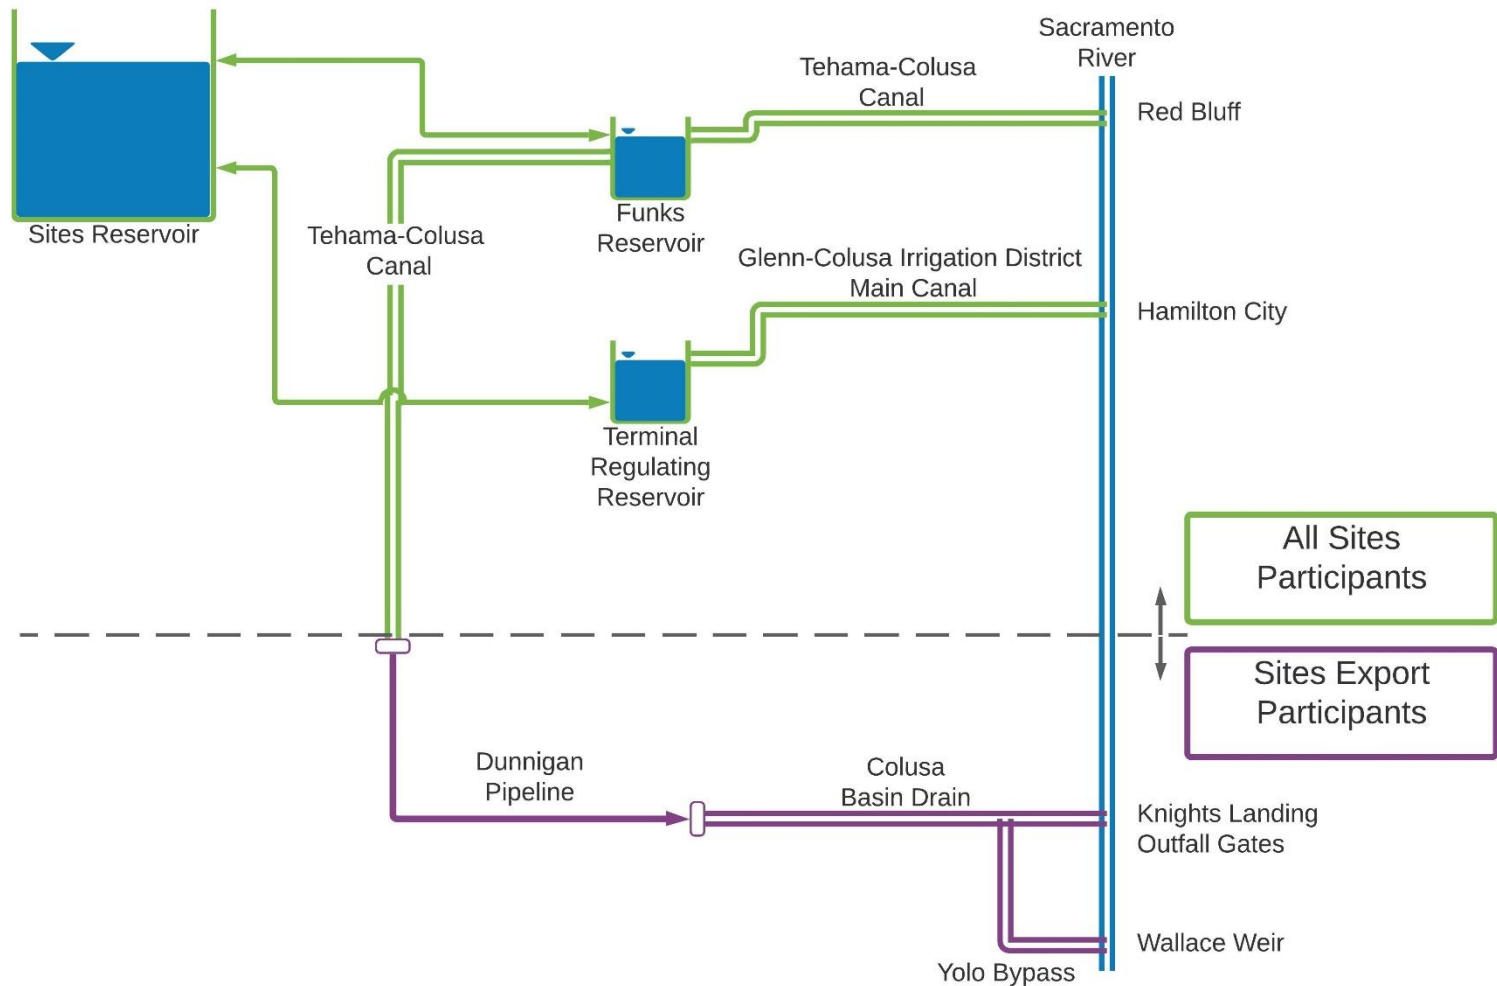 Sacramento
River
Tehama-Colusa
Canal
Red Bluff
Sites Reservoir
Funks
Reservoir
Tehama-Colusa
Canal
Glenn-Colusa Irrigation District
Main Canal
Hamilton City
Terminal
Regulating
Reservoir
All Sites
Participants
Sites Export
Participants
Dunnigan
Pipeline
Colusa
Basin Drain
Knights Landing
Outfall Gates
Wallace Weir
Yolo Bypass